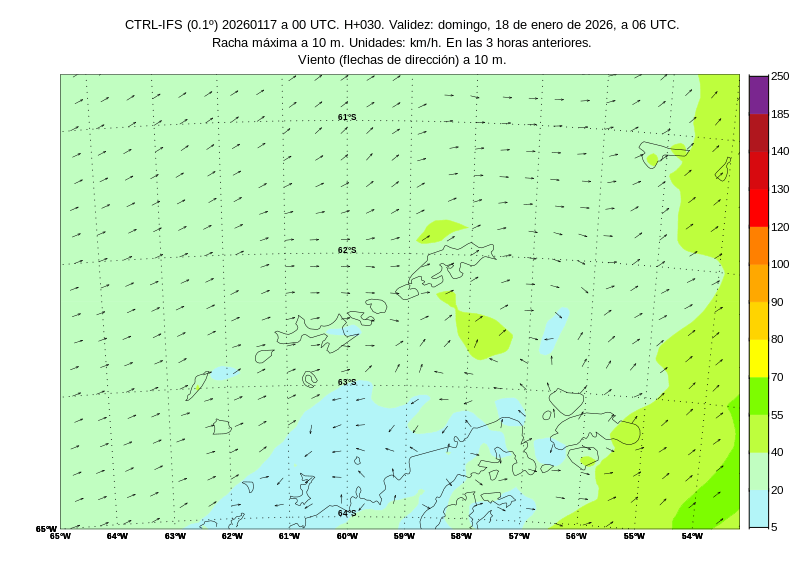 CTRL-IFS (0.1º) 20260117 a 00 UTC. H+030. Validez: domingo, 18 de enero de 2026, a 06 UTC.
Racha máxima a 10 m. Unidades: km/h. En las 3 horas anteriores.
Viento (flechas de dirección) a 10 m.
250
185
140
130
120
100
90
80
70
55
40
20
5
61°S
62°S
63°S
64°S
65°W
65°W 64°W 63°W 62°W 61°W 60°W 59°W 58°W 57°W 56°W 55°W 54°W